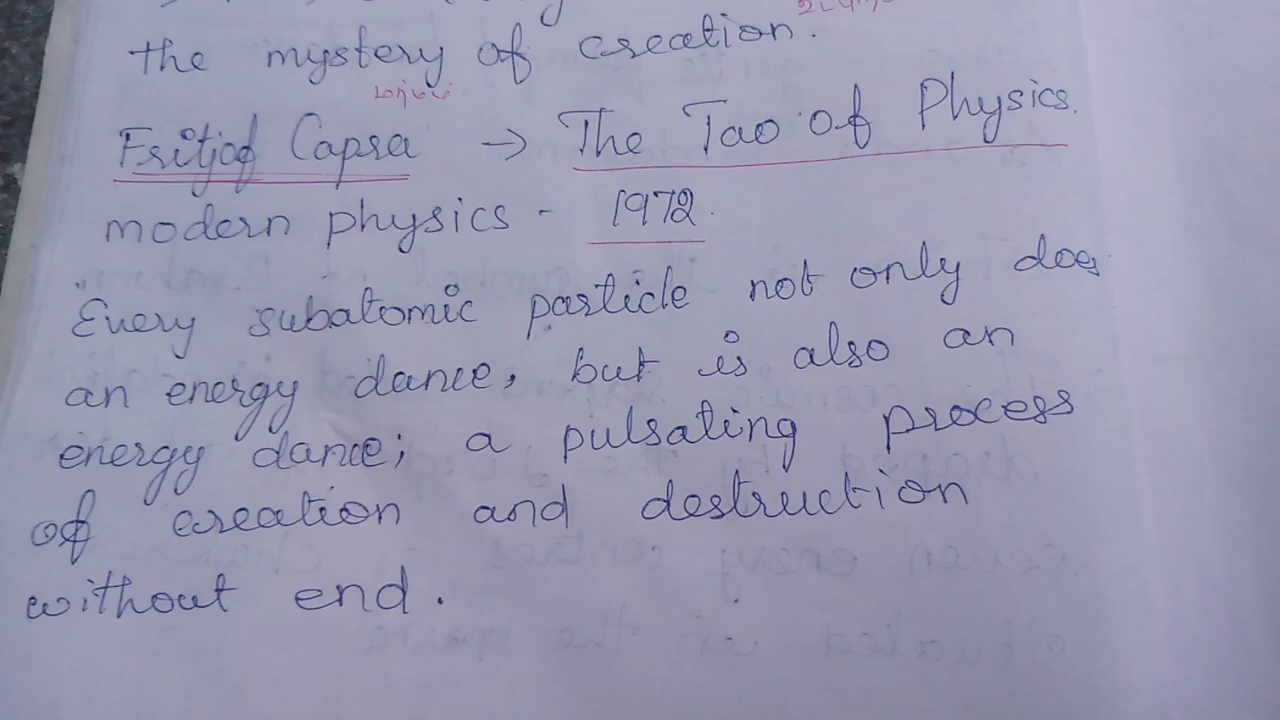 the mystery of creation.
Fritjof Capra → The Tao of Physics.
modern physics - 1972.
Every subatomic particle not only does
an energy dance, but is also an
energy dance; a pulsating process
of creation and destruction
without end.